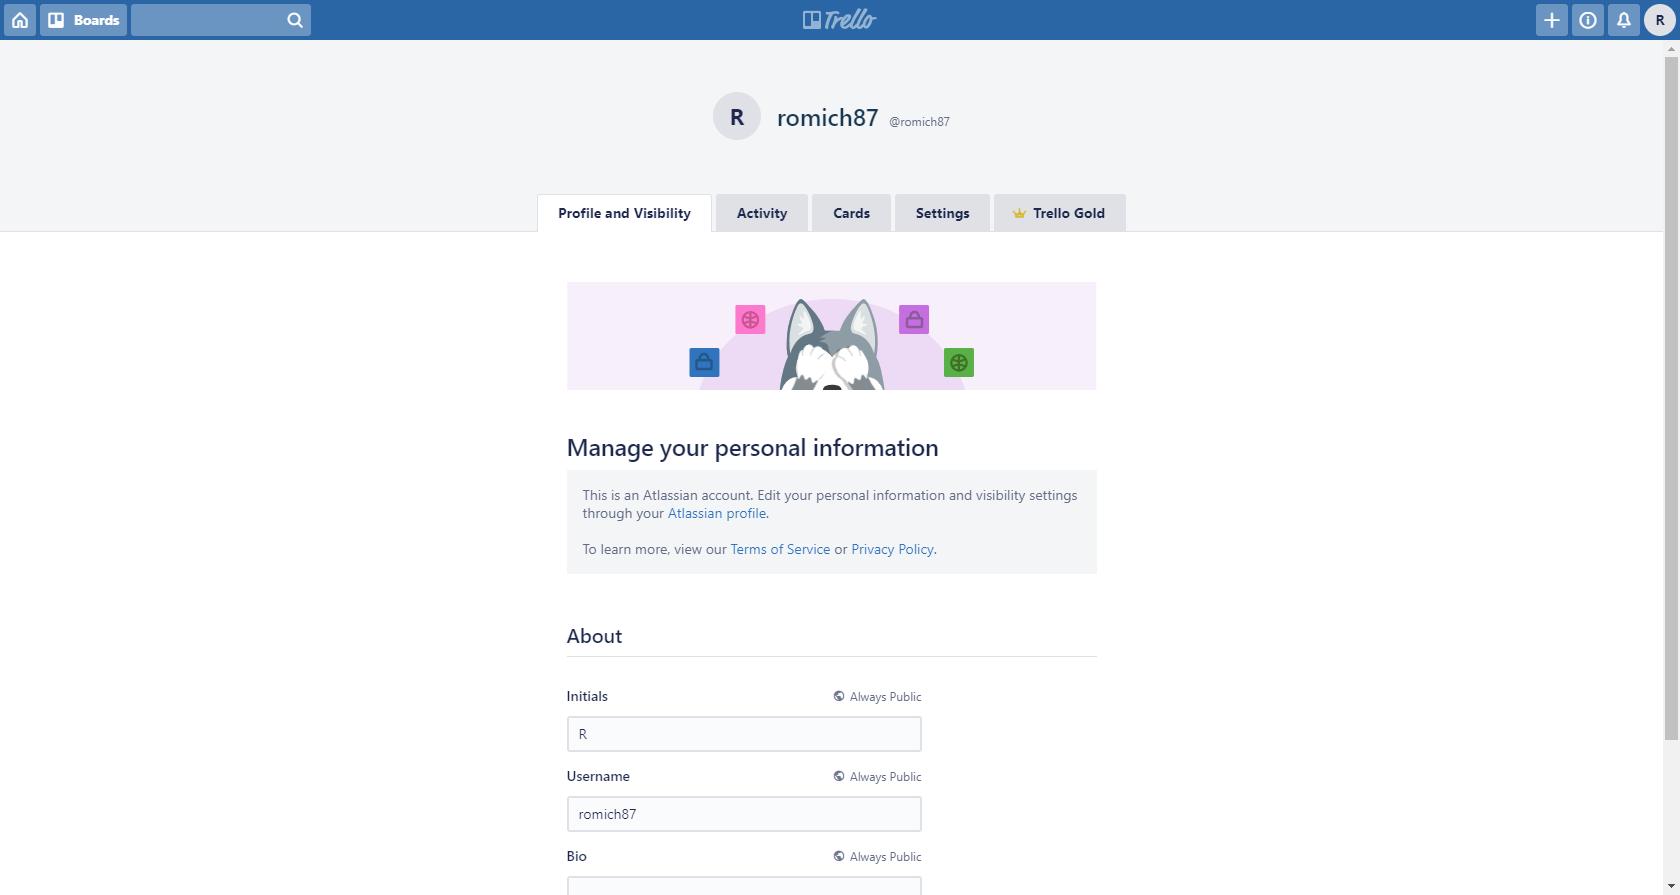 Boards
Trello
R
R
romich87 @romich87
Profile and Visibility
Activity
Cards
Settings
Trello Gold
Manage your personal information
This is an Atlassian account. Edit your personal information and visibility settings
through your Atlassian profile.
To learn more, view our Terms of Service or Privacy Policy.
About
Initials
Always Public
R
Username
Always Public
romich87
Bio
Always Public